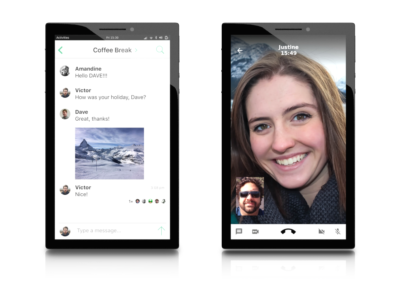 Coffee Break
Amandine
Hello DAVE!!!
Victor
How was your holiday, Dave?
Dave
Great, thanks!
Victor
Nice!
Type a message...
Justine
15:49